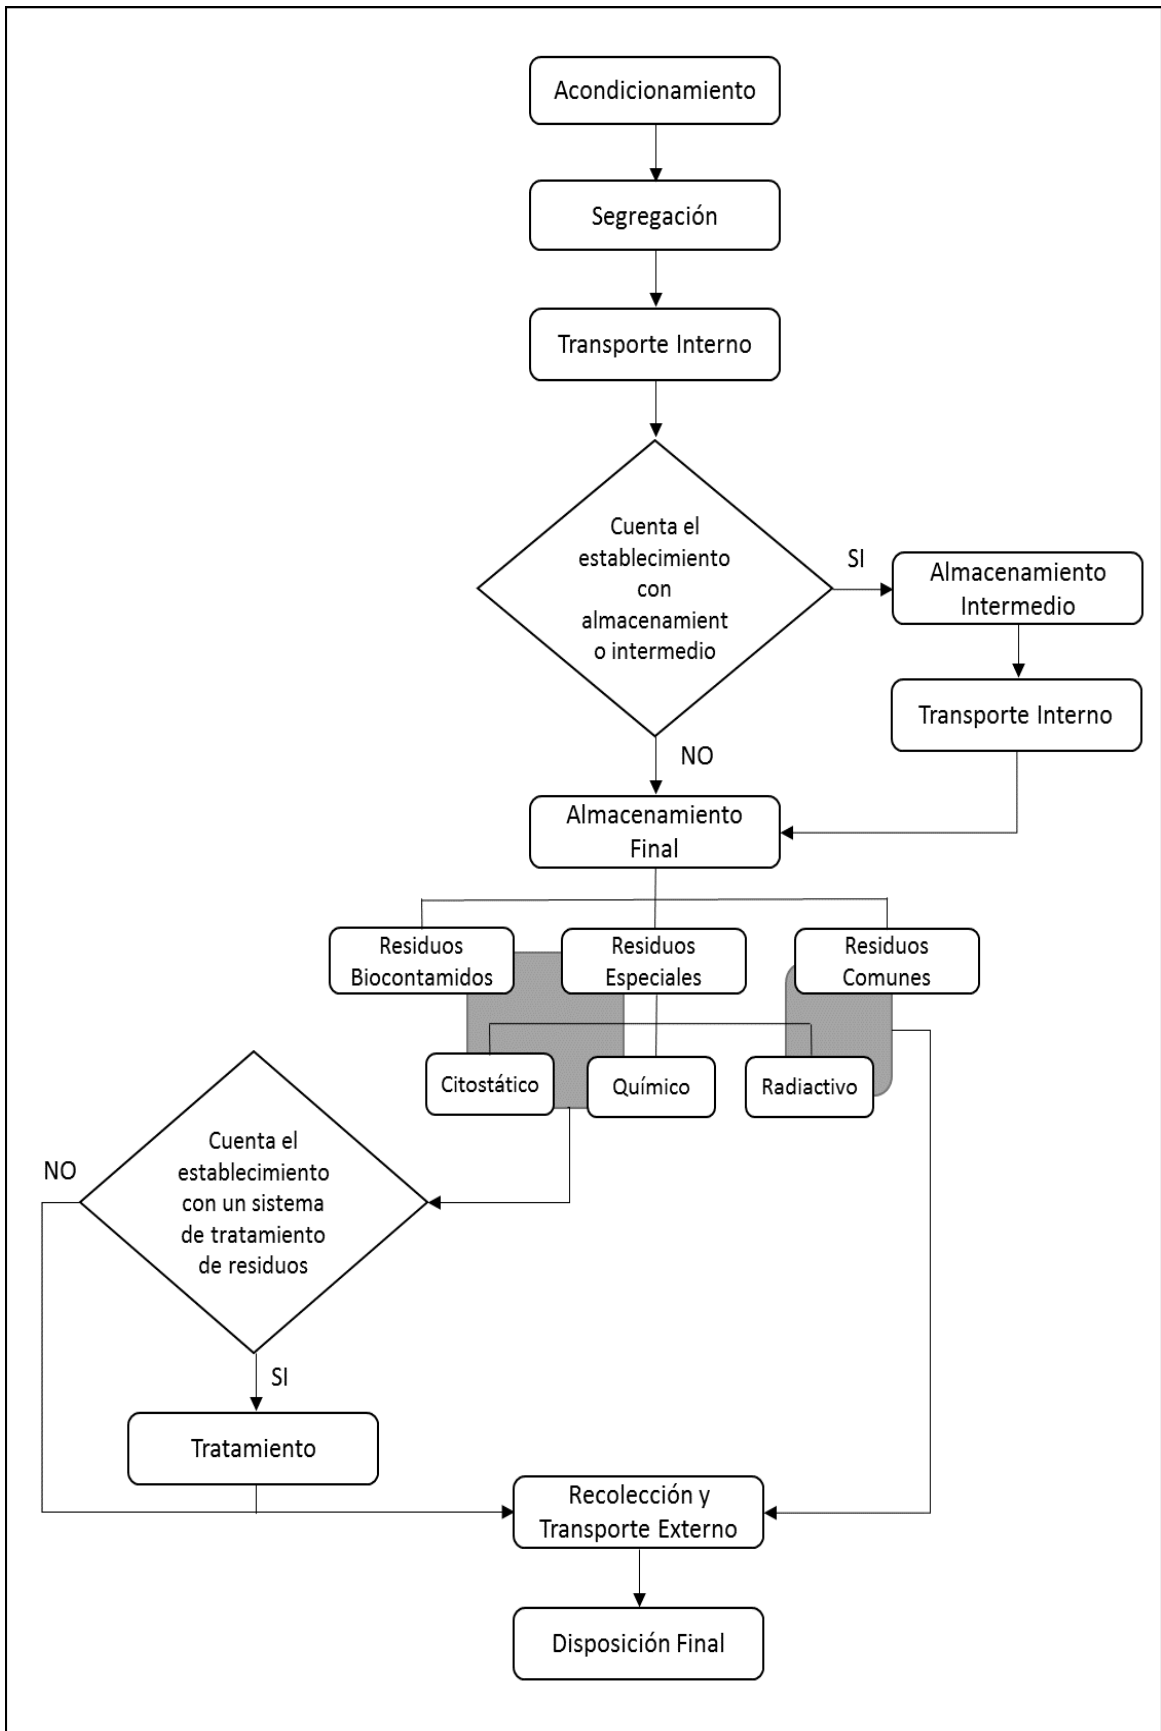 Acondicionamiento
Segregación
Transporte Interno
Cuenta el
establecimiento
con
almacenamient
o intermedio
SI
Almacenamiento
Intermedio
Transporte Interno
NO
Almacenamiento
Final
Residuos
Biocontamidos
Residuos
Especiales
Residuos
Comunes
Citostático
Químico
Radiactivo
Cuenta el
establecimiento
con un sistema
de tratamiento
de residuos
NO
SI
Tratamiento
Recolección y
Transporte Externo
Disposición Final